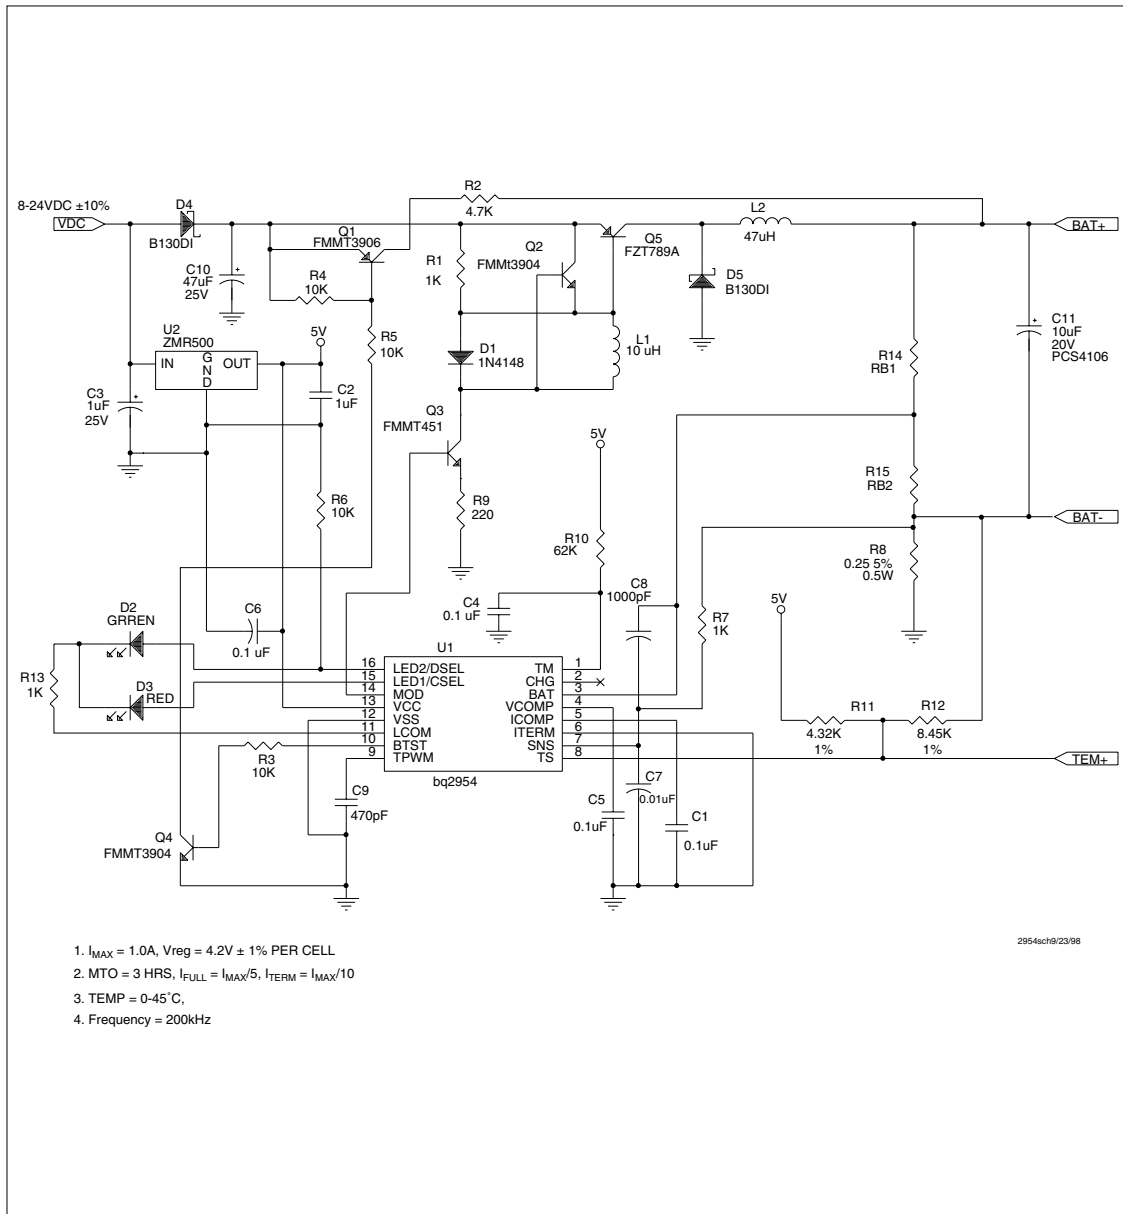 8-24VDC ±10%
VDC
D4
B130DI
C10
47uF
25V
Q1
FMMT3906
R4
10K
R5
10K
R2
4.7K
R1
1K
Q2
FMMt3904
Q5
FZT789A
L2
47uH
D5
B130DI
BAT+
U2
ZMR500
IN
GND
OUT
5V
C3
1uF
25V
C2
1uF
D1
1N4148
L1
10 uH
R14
RB1
C11
10uF
20V
PCS4106
Q3
FMMT451
5V
R15
RB2
R6
10K
R9
220
R10
62K
BAT-
R8
0.25 5%
0.5W
C4
0.1 uF
C8
1000pF
R7
1K
5V
D2
GRREN
C6
0.1 uF
R13
1K
D3
RED
U1
16 LED2/DSEL TM 1
15 LED1/CSEL CHG 2
14 MOD BAT 3
13 VCC VCOMP 4
12 VSS ICOMP 5
11 LCOM ITERM 6
10 BTST SNS 7
9 TPWM TS 8
bq2954
R11
4.32K
1%
R12
8.45K
1%
TEM+
R3
10K
C9
470pF
C5
0.1uF
C7
0.01uF
C1
0.1uF
Q4
FMMT3904
2954sch9/23/98
1. IMAX = 1.0A, Vreg = 4.2V ± 1% PER CELL
2. MTO = 3 HRS, IFULL = IMAX/5, ITERM = IMAX/10
3. TEMP = 0-45˚C,
4. Frequency = 200kHz